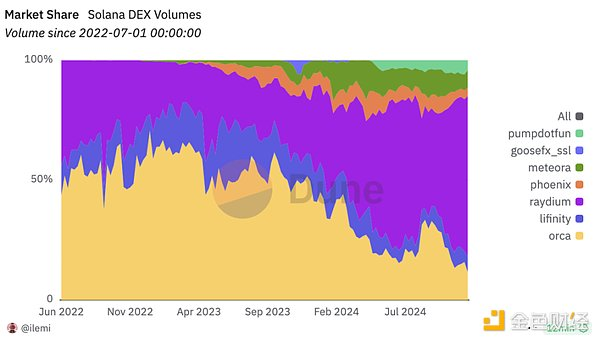 Market Share Solana DEX Volumes
Volume since 2022-07-01 00:00:00
100%
50%
0
Jun 2022
Nov 2022
Apr 2023
Sep 2023
Feb 2024
Jul 2024
Dune
All
pumpdotfun
goosefx_ssl
meteora
phoenix
raydium
lifinity
orca
@ilemi
金色财经